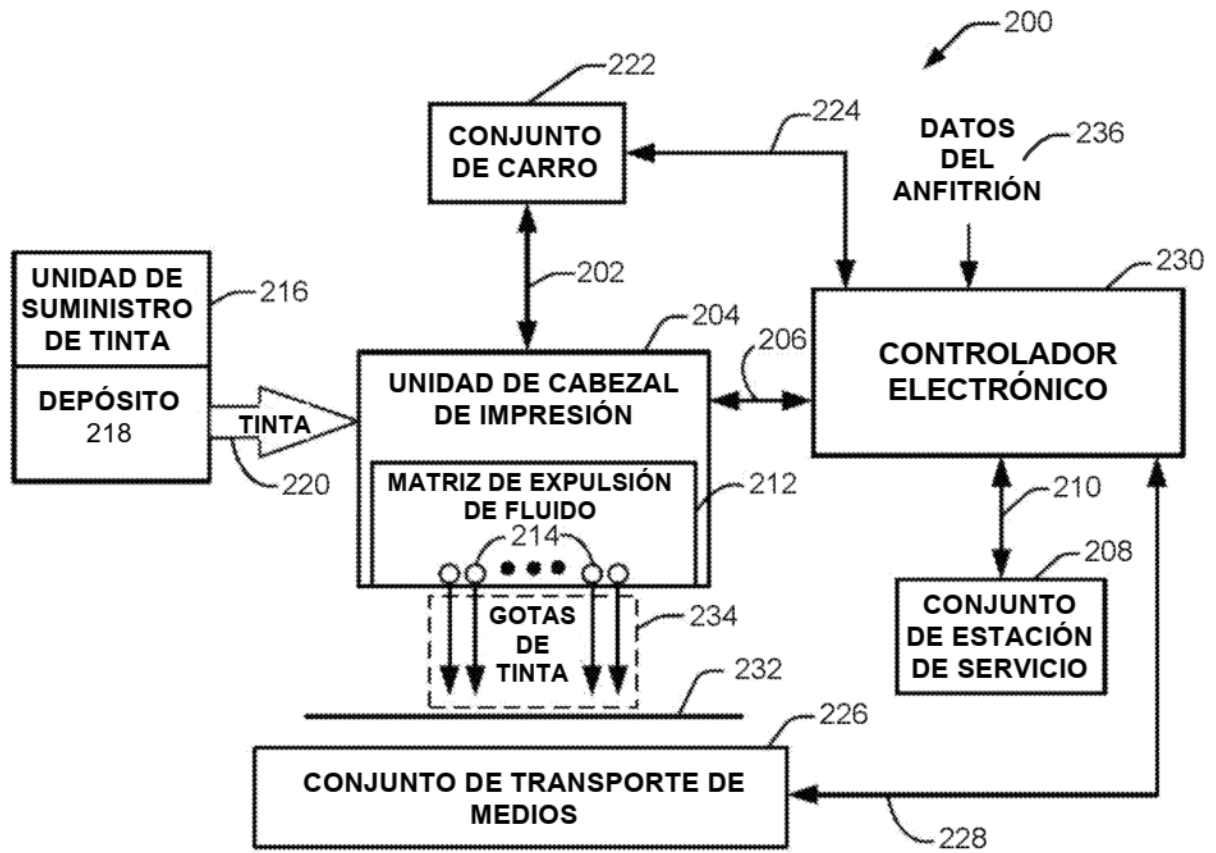 200
222
CONJUNTO
DE CARRO
224
DATOS
DEL
ANFITRIÓN
236
202
UNIDAD DE
SUMINISTRO
DE TINTA
216
DEPÓSITO
218
TINTA
220
204
UNIDAD DE CABEZAL
DE IMPRESIÓN
206
230
CONTROLADOR
ELECTRÓNICO
MATRIZ DE EXPULSIÓN
DE FLUIDO
212
214
210
208
CONJUNTO
DE ESTACIÓN
DE SERVICIO
GOTAS
DE
TINTA
234
232
226
CONJUNTO DE TRANSPORTE DE
MEDIOS
228